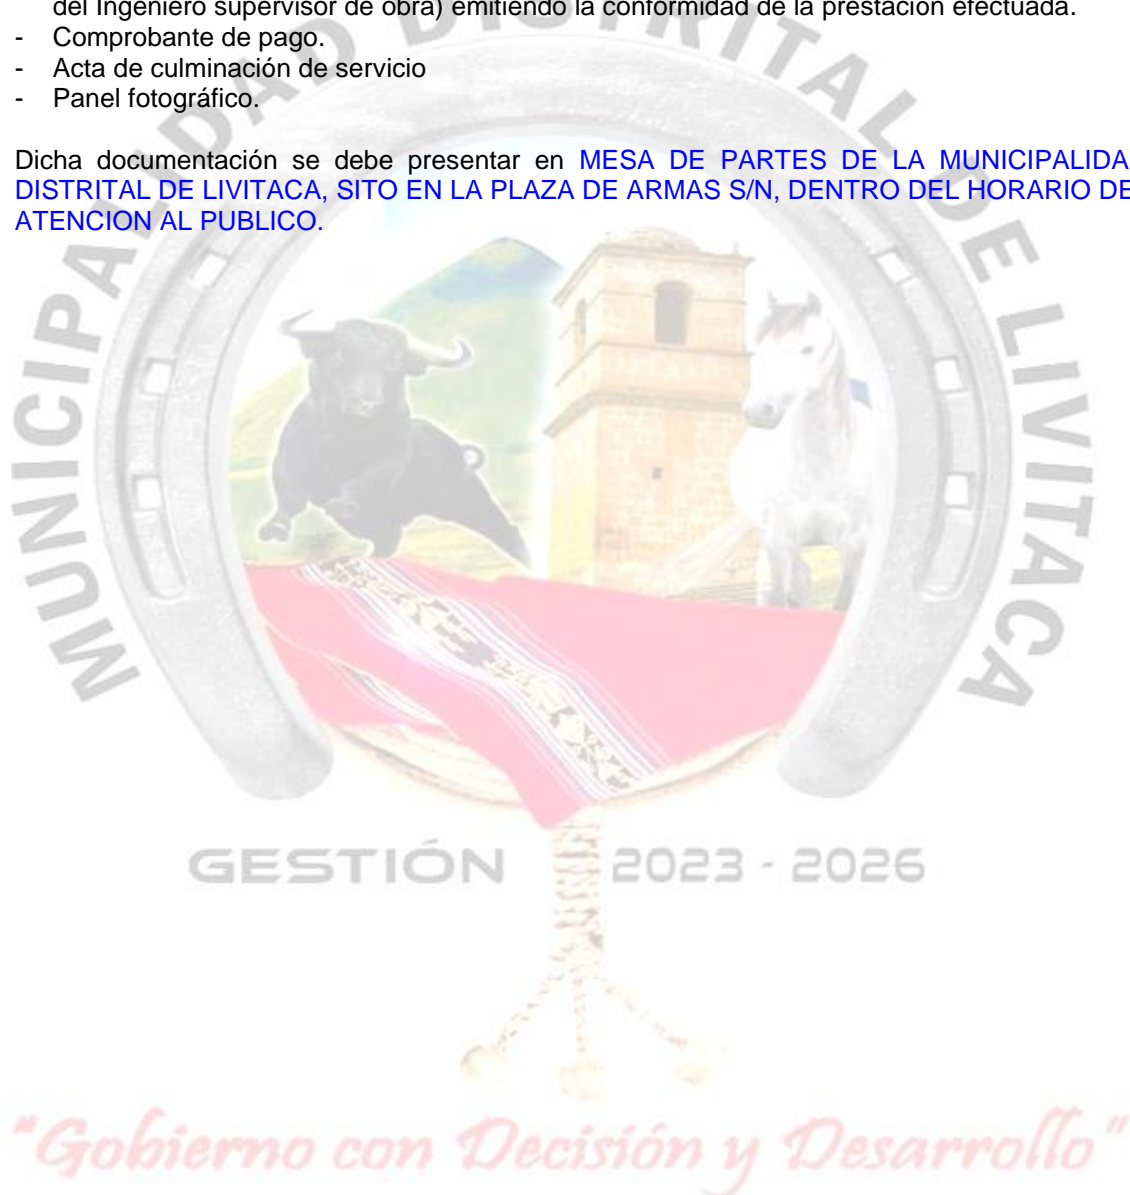 del Ingeniero supervisor de obra) emitiendo la conformidad de la prestación efectuada.
- Comprobante de pago.
- Acta de culminación de servicio
- Panel fotográfico.
Dicha documentación se debe presentar en MESA DE PARTES DE LA MUNICIPALIDA
DISTRITAL DE LIVITACA, SITO EN LA PLAZA DE ARMAS S/N, DENTRO DEL HORARIO DE
ATENCION AL PUBLICO.
MUNICIPALIDAD DISTRITAL DE LIVITACA
GESTIÓN 2023 - 2026
"Gobierno con Decisión y Desarrollo"